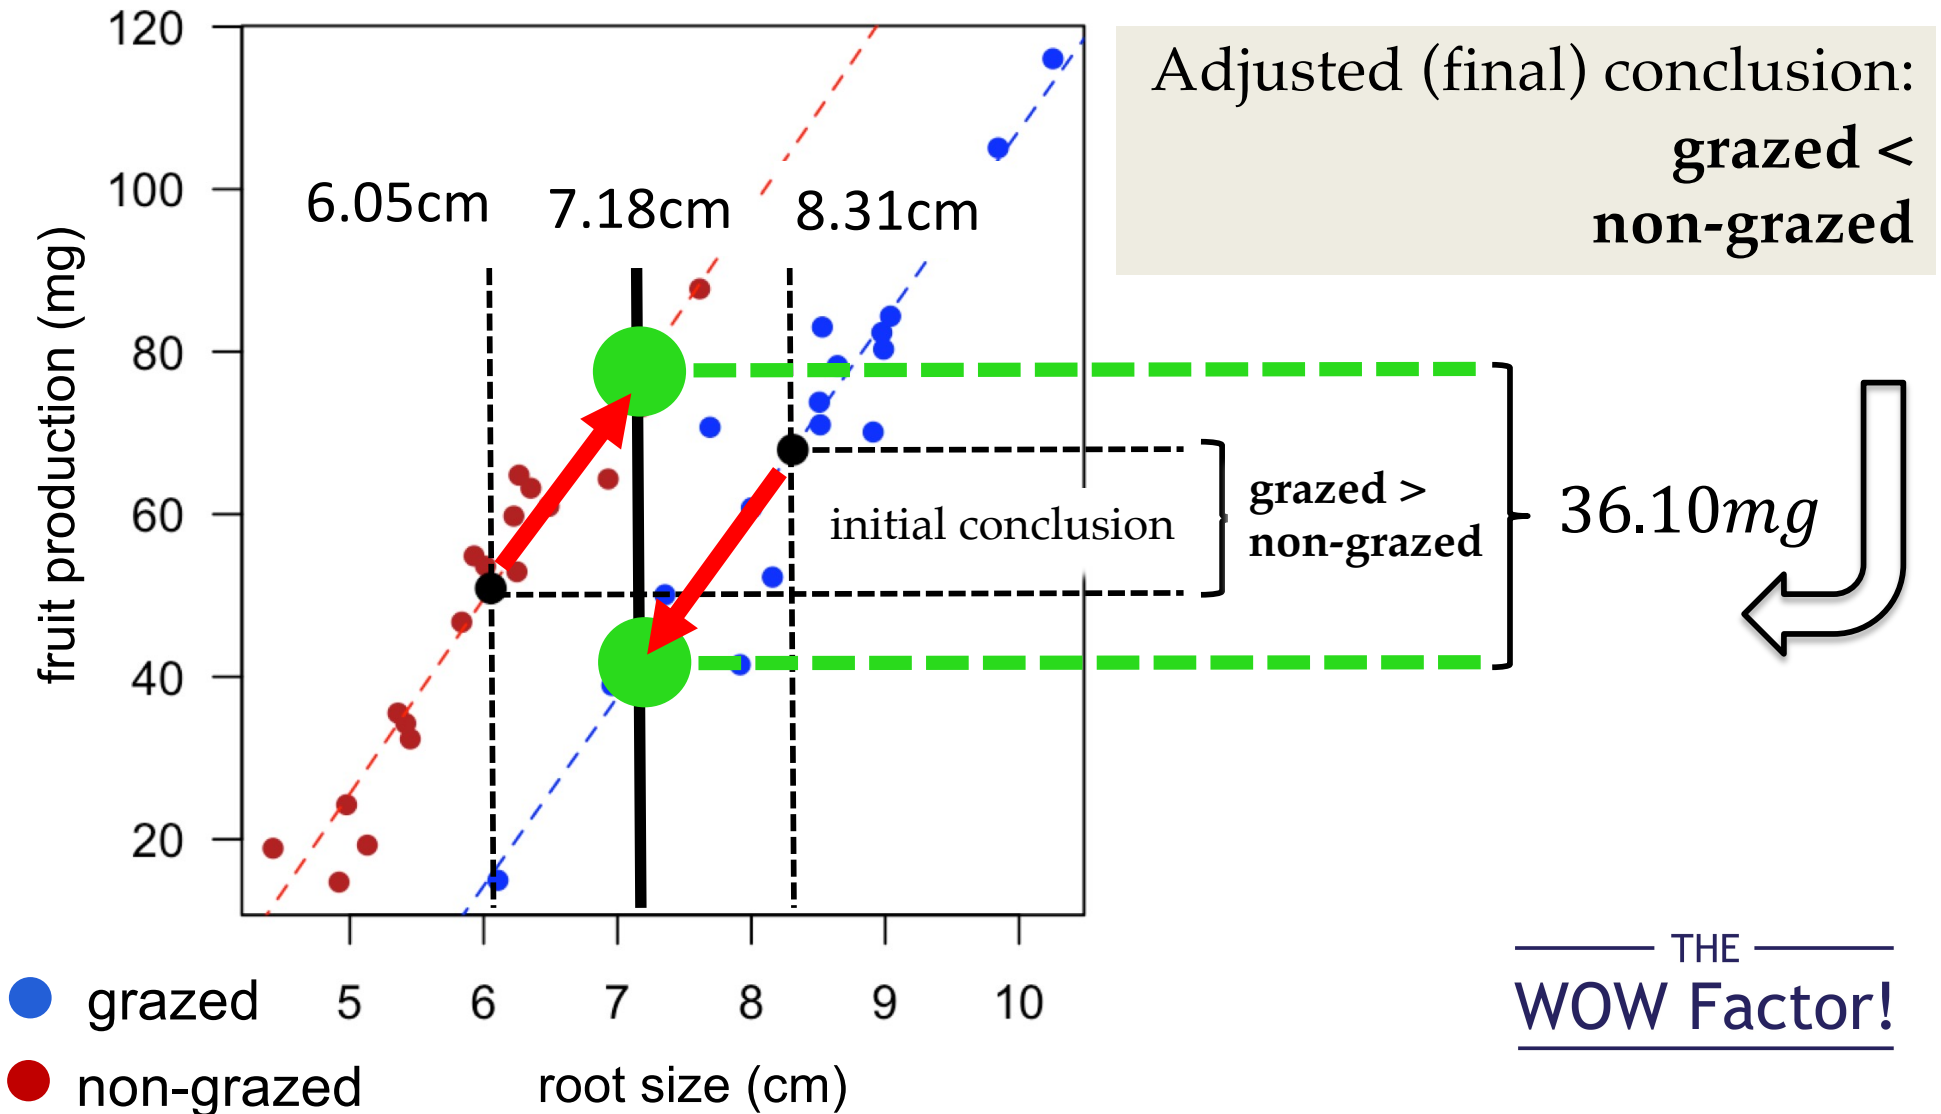 Adjusted (final) conclusion:
grazed <
non-grazed
120
100
80
60
40
20
fruit production (mg)
6.05cm
7.18cm
8.31cm
initial conclusion
grazed >
non-grazed
36.10mg
5
6
7
8
9
10
root size (cm)
grazed
non-grazed
THE
WOW Factor!